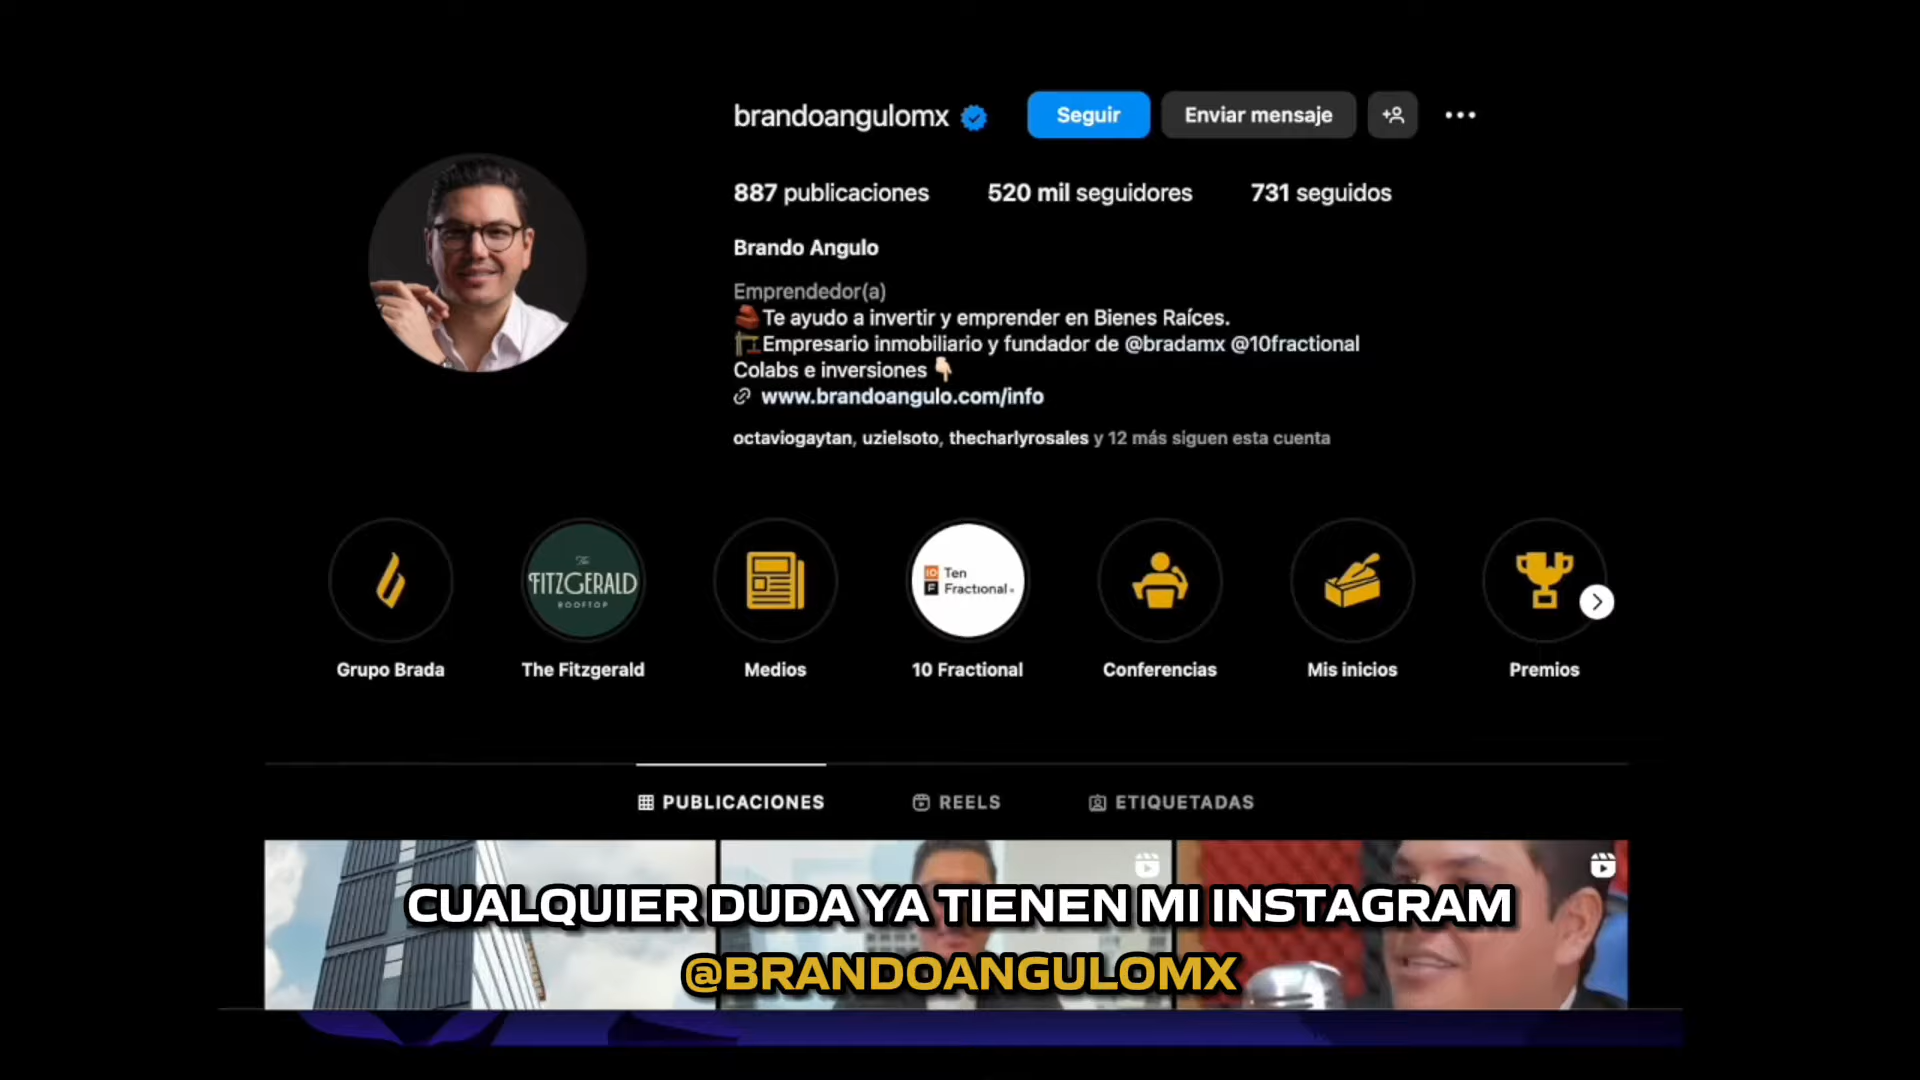 brandoangulomx
Seguir
Enviar mensaje
887 publicaciones
520 mil seguidores
731 seguidos
Brando Angulo
Emprendedor(a)
Te ayudo a invertir y emprender en Bienes Raíces.
Empresario inmobiliario y fundador de @bradamx @10fractional
Colabs e inversiones
www.brandoangulo.com/info
octaviogaytan, uzielsoto, thecharlyrosales y 12 más siguen esta cuenta
The
FITZGERALD
ROOFTOP
10 Ten
F Fractional
Grupo Brada
The Fitzgerald
Medios
10 Fractional
Conferencias
Mis inicios
Premios
PUBLICACIONES
REELS
ETIQUETADAS
CUALQUIER DUDA YA TIENEN MI INSTAGRAM
@BRANDOANGULOMX